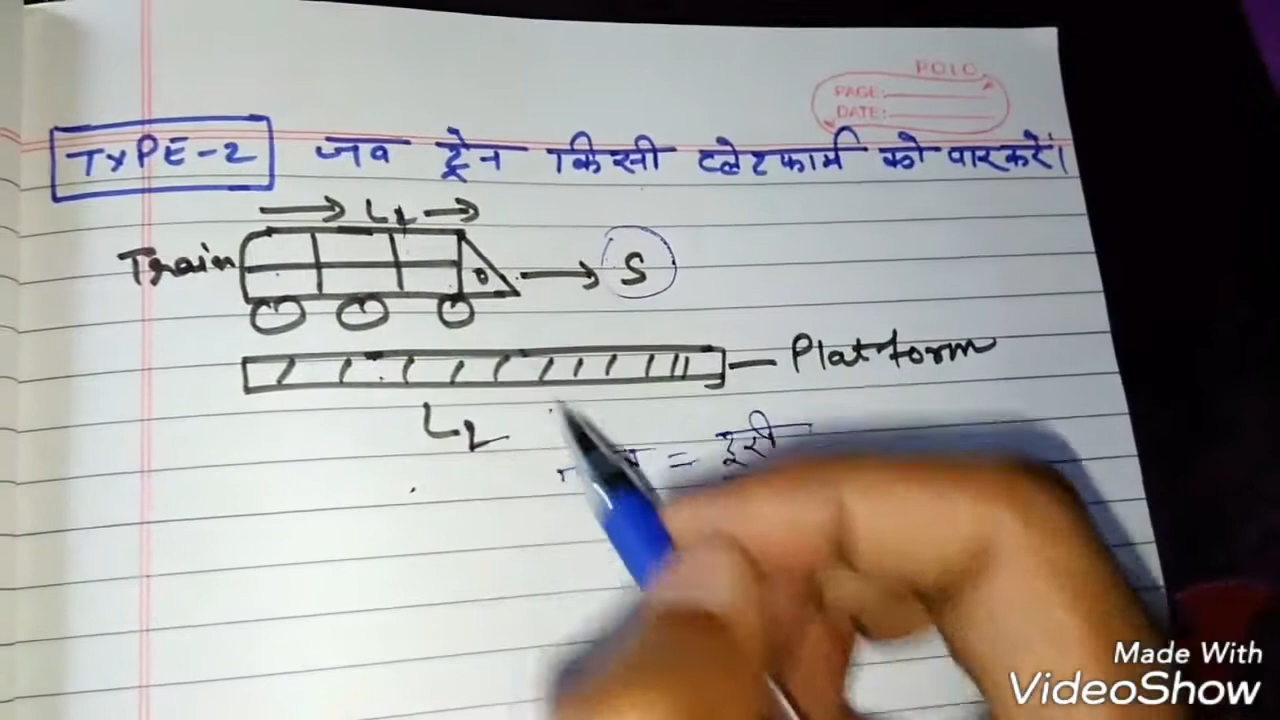 POLO
PAGE:
DATE:
TYPE-2 जब ट्रेन किसी प्लेटफार्म को पार करें।
L1
Train
S
Platform
L2
= दूरी
Made With
VideoShow